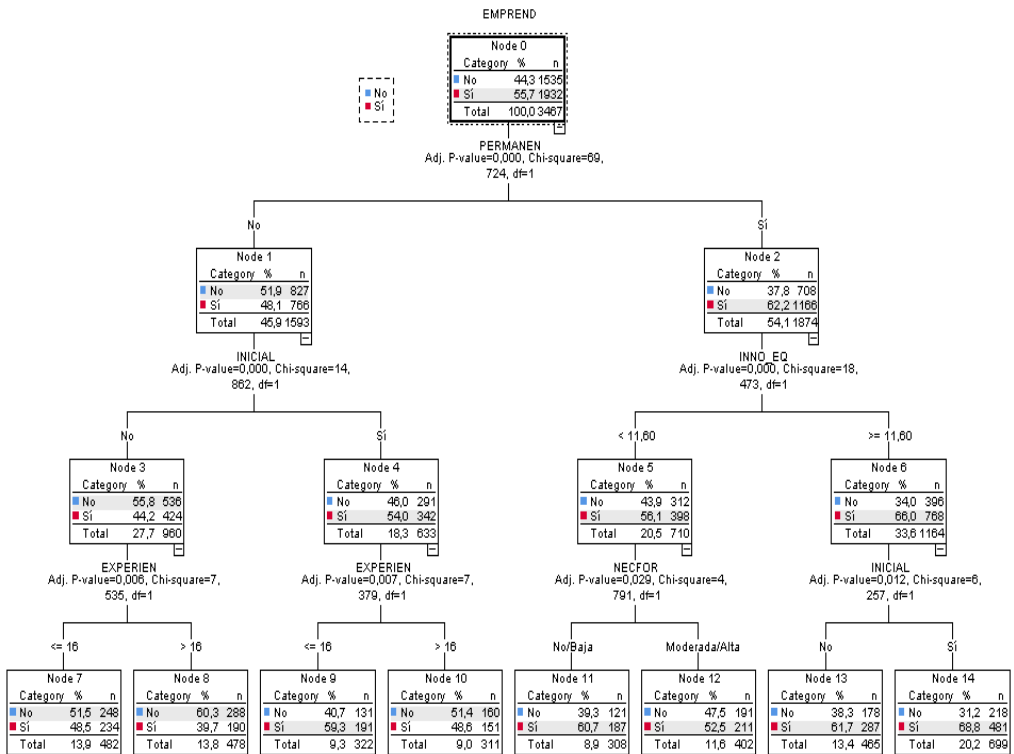 EMPREND
Node 0
Category % n
No 44,3 1535
Sí 55,7 1932
Total 100,0 3467
No
Sí
PERMANEN
Adj. P-value=0,000, Chi-square=69,
724, df=1
No
Sí
Node 1
Category % n
No 51,9 827
Sí 48,1 766
Total 45,9 1593
Node 2
Category % n
No 37,8 708
Sí 62,2 1166
Total 54,1 1874
INICIAL
Adj. P-value=0,000, Chi-square=14,
862, df=1
INNO_EQ
Adj. P-value=0,000, Chi-square=18,
473, df=1
No
Sí
< 11,60
>= 11,60
Node 3
Category % n
No 55,8 536
Sí 44,2 424
Total 27,7 960
Node 4
Category % n
No 46,0 291
Sí 54,0 342
Total 18,3 633
Node 5
Category % n
No 43,9 312
Sí 56,1 398
Total 20,5 710
Node 6
Category % n
No 34,0 396
Sí 66,0 768
Total 33,6 1164
EXPERIEN
Adj. P-value=0,006, Chi-square=7,
535, df=1
EXPERIEN
Adj. P-value=0,007, Chi-square=7,
379, df=1
NECFOR
Adj. P-value=0,029, Chi-square=4,
791, df=1
INICIAL
Adj. P-value=0,012, Chi-square=6,
257, df=1
<= 16
> 16
<= 16
> 16
No/Baja
Moderada/Alta
No
Sí
Node 7
Category % n
No 51,5 248
Sí 48,5 234
Total 13,9 482
Node 8
Category % n
No 60,3 288
Sí 39,7 190
Total 13,8 478
Node 9
Category % n
No 40,7 131
Sí 59,3 191
Total 9,3 322
Node 10
Category % n
No 51,4 160
Sí 48,6 151
Total 9,0 311
Node 11
Category % n
No 39,3 121
Sí 60,7 187
Total 8,9 308
Node 12
Category % n
No 47,5 191
Sí 52,5 211
Total 11,6 402
Node 13
Category % n
No 38,3 178
Sí 61,7 287
Total 13,4 465
Node 14
Category % n
No 31,2 218
Sí 68,8 481
Total 20,2 699